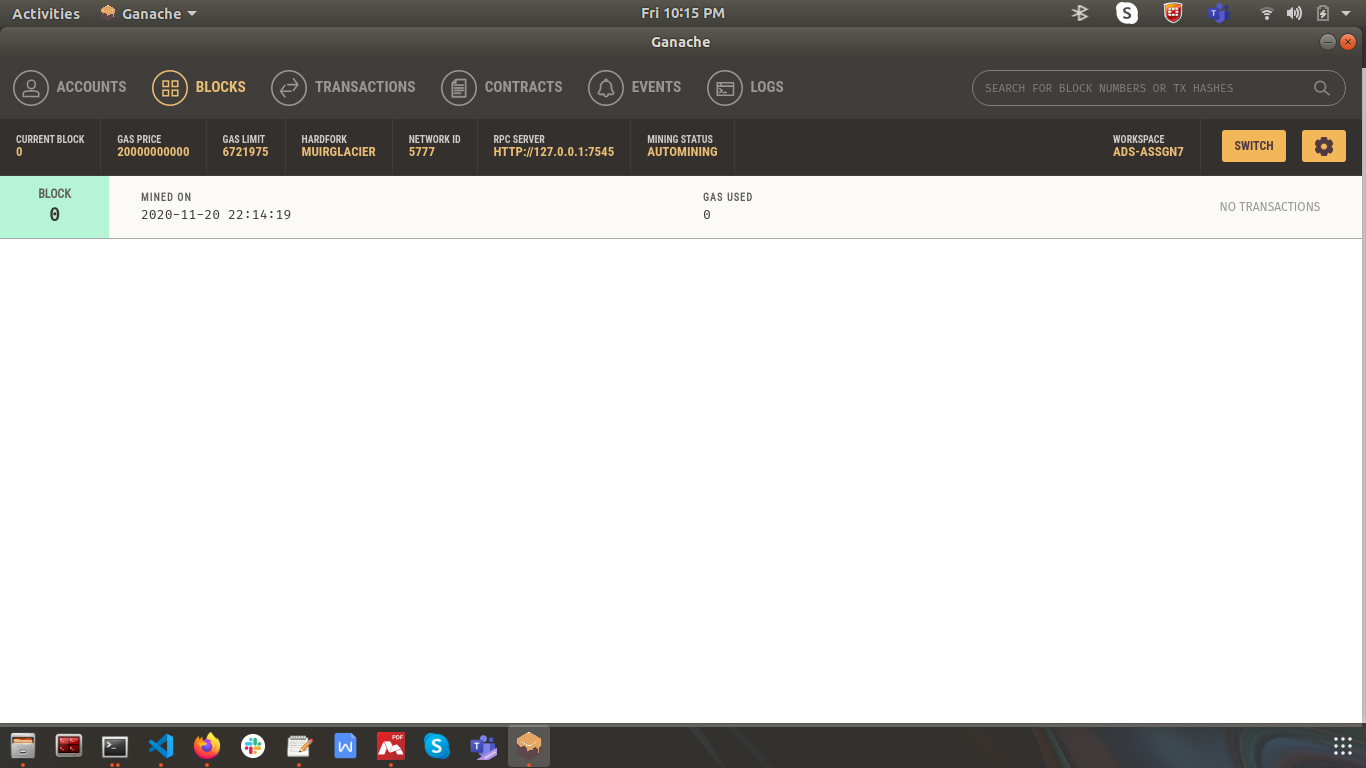 Activities Ganache Fri 10:15 PM
Ganache
ACCOUNTS BLOCKS TRANSACTIONS CONTRACTS EVENTS LOGS SEARCH FOR BLOCK NUMBERS OR TX HASHES
CURRENT BLOCK GAS PRICE GAS LIMIT HARDFORK NETWORK ID RPC SERVER MINING STATUS WORKSPACE
0 20000000000 6721975 MUIRGLACIER 5777 HTTP://127.0.0.1:7545 AUTOMINING ADS-ASSGN7 SWITCH
BLOCK MINED ON GAS USED
0 2020-11-20 22:14:19 0 NO TRANSACTIONS
PDF